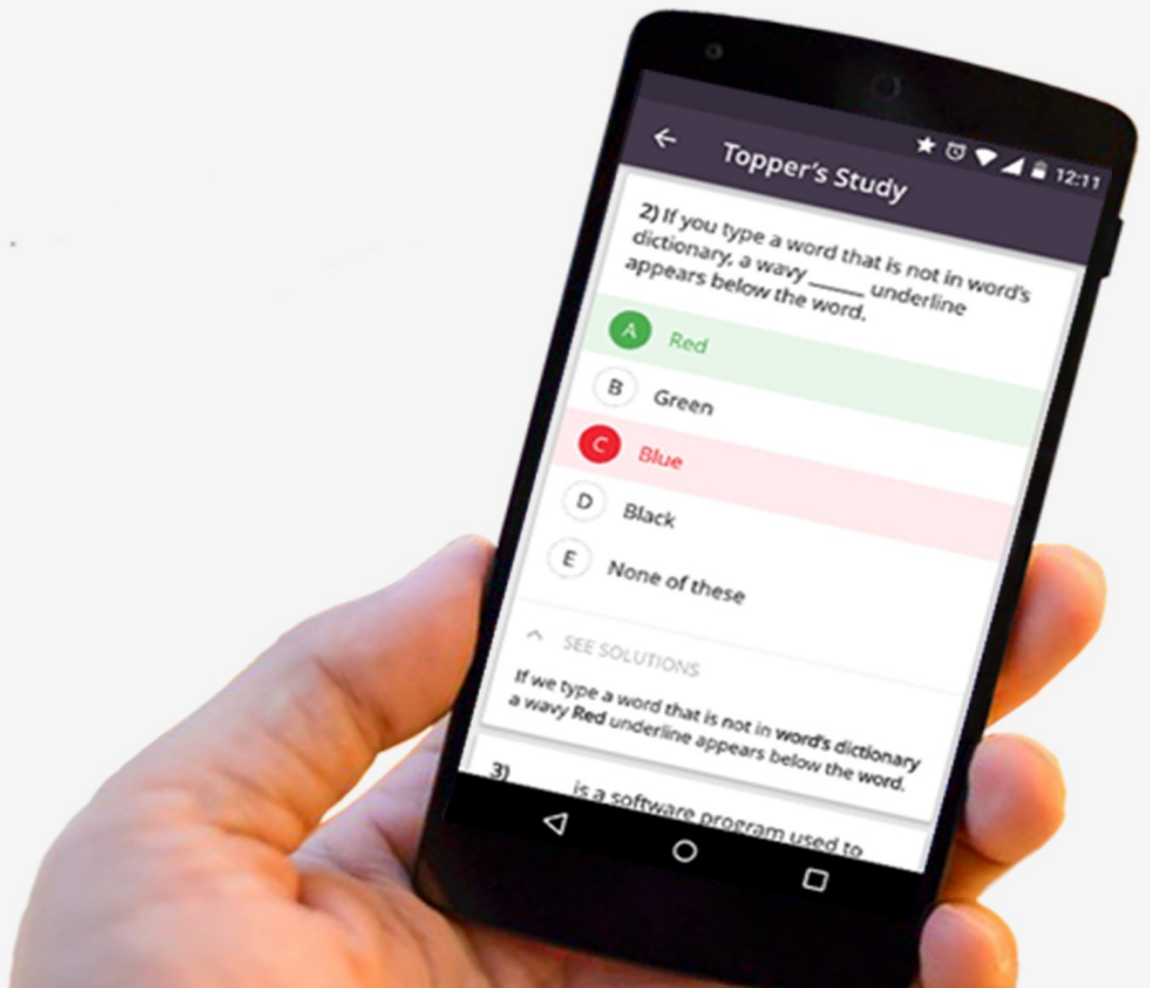 12:11
Topper's Study
2) If you type a word that is not in word's
dictionary, a wavy ______ underline
appears below the word.
A Red
B Green
C Blue
D Black
E None of these
SEE SOLUTIONS
If we type a word that is not in word's dictionary
a wavy Red underline appears below the word.
3) ______ is a software program used to